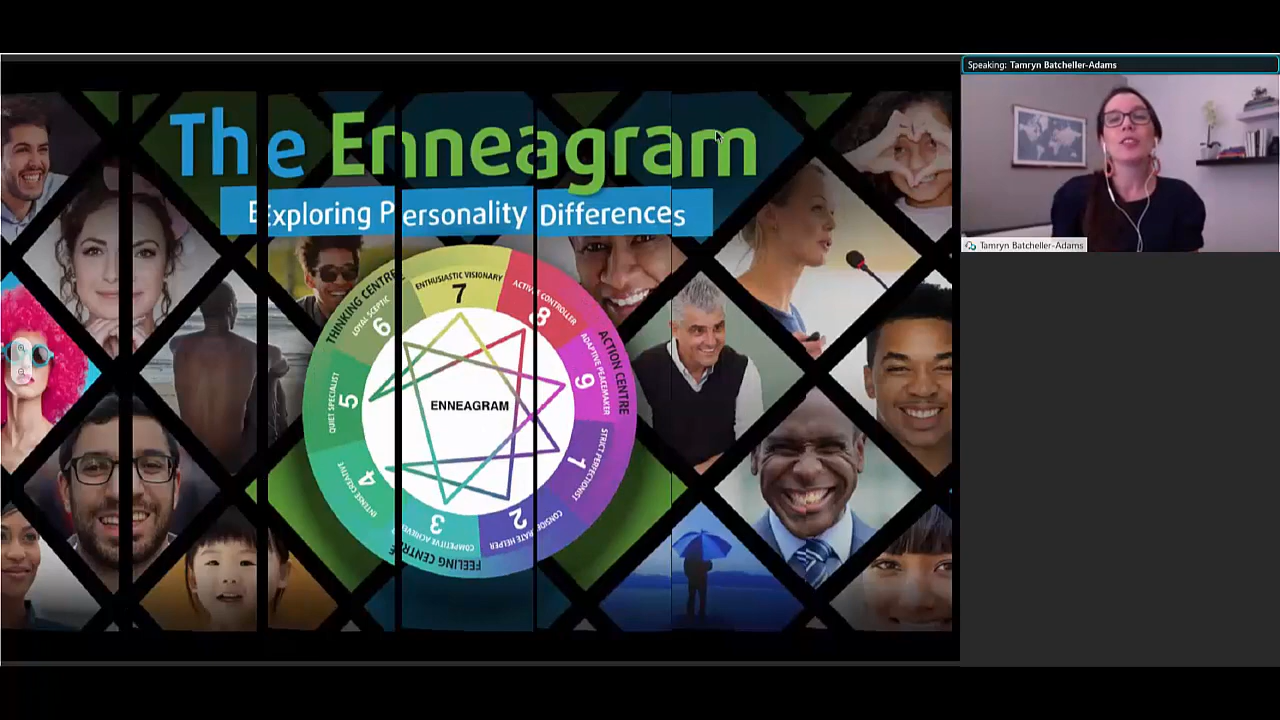 Speaking: Tamryn Batcheller-Adams
The Enneagram
Exploring Personality Differences
THINKING CENTRE
ENTHUSIASTIC VISIONARY
7
ACTIVE CONTROLLER
8
LOYAL SCEPTIC
6
ACTION CENTRE
ADAPTIVE PEACEMAKER
9
QUIET SPECIALIST
5
ENNEAGRAM
STRICT PERFECTIONIST
1
INTENSE CREATIVE
4
CONSIDERATE HELPER
2
COMPETITIVE ACHIEVER
3
FEELING CENTRE
Tamryn Batcheller-Adams